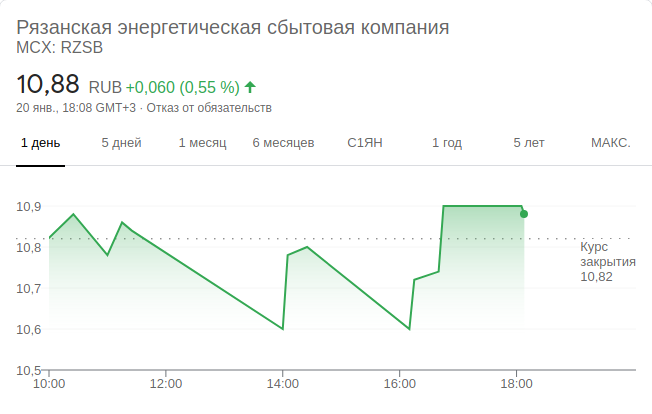 Рязанская энергетическая сбытовая компания
MCX: RZSB
10,88 RUB +0,060 (0,55 %)
20 янв., 18:08 GMT+3 · Отказ от обязательств
1 день 5 дней 1 месяц 6 месяцев С1ЯН 1 год 5 лет МАКС.
10,9
10,8
10,7
10,6
10,5
Курс
закрытия
10,82
10:00 12:00 14:00 16:00 18:00